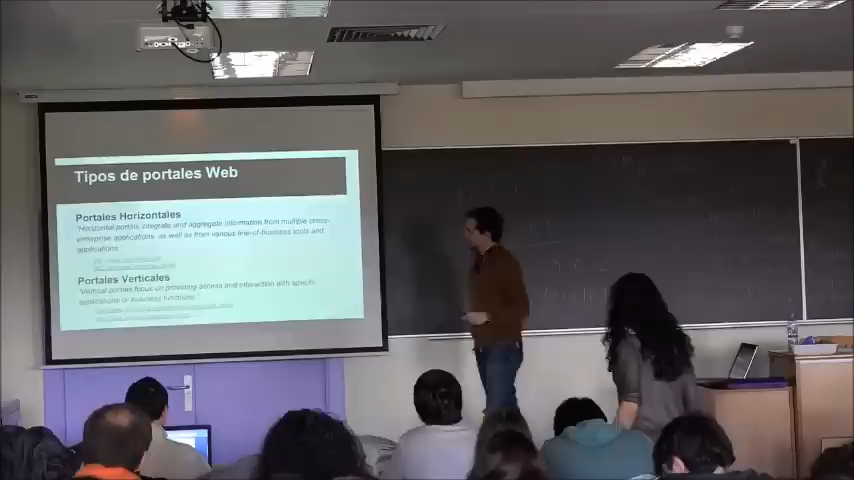 Tipos de portales Web
Portales Horizontales
"Horizontal portals integrate and aggregate information from multiple cross-
enterprise applications, as well as from various line-of-business tools and
applications
Portales Verticales
"Vertical portals focus on providing access and interaction with specific
applications or business functions."